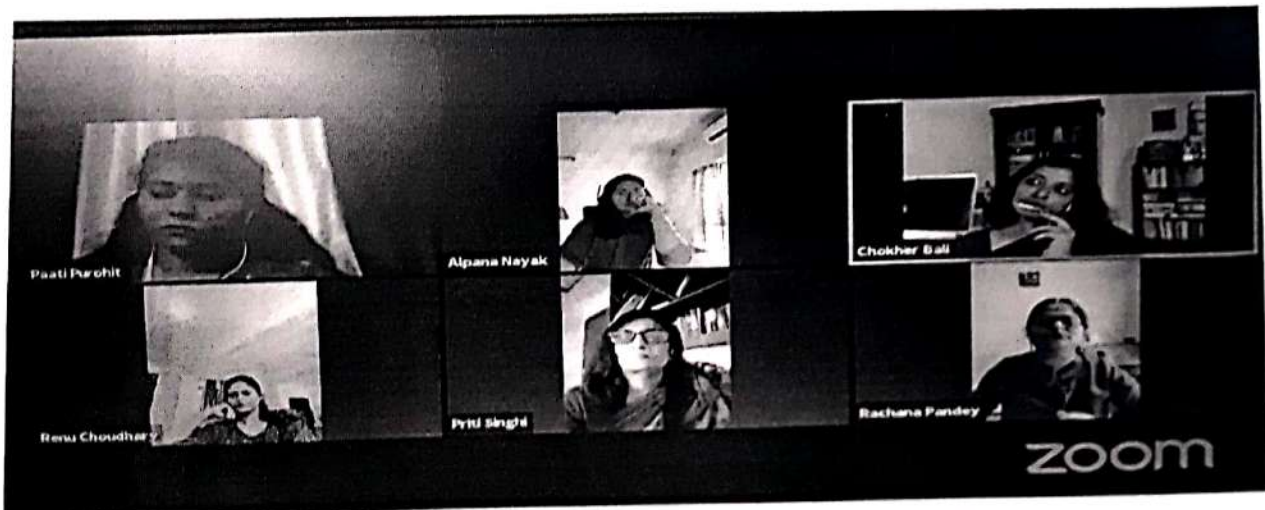 Paati Purohit
Alpana Nayak
Chokher Bali
Renu Choudhary
Priti Singhi
Rachana Pandey
zoom